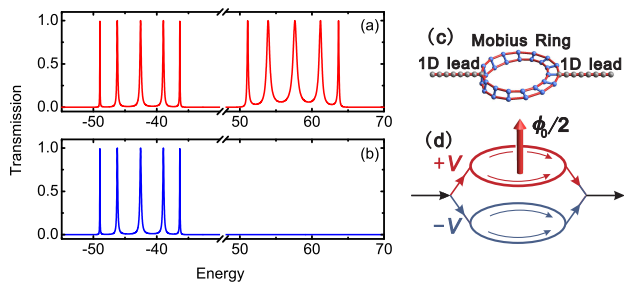 (a)
1.0
0.5
0.0
-50 -40 50 60 70
(b)
1.0
0.5
0.0
-50 -40 50 60 70
Transmission
Energy
(c)
Mobius Ring
1D lead 1D lead
(d)
ϕ₀/2
+V
−V